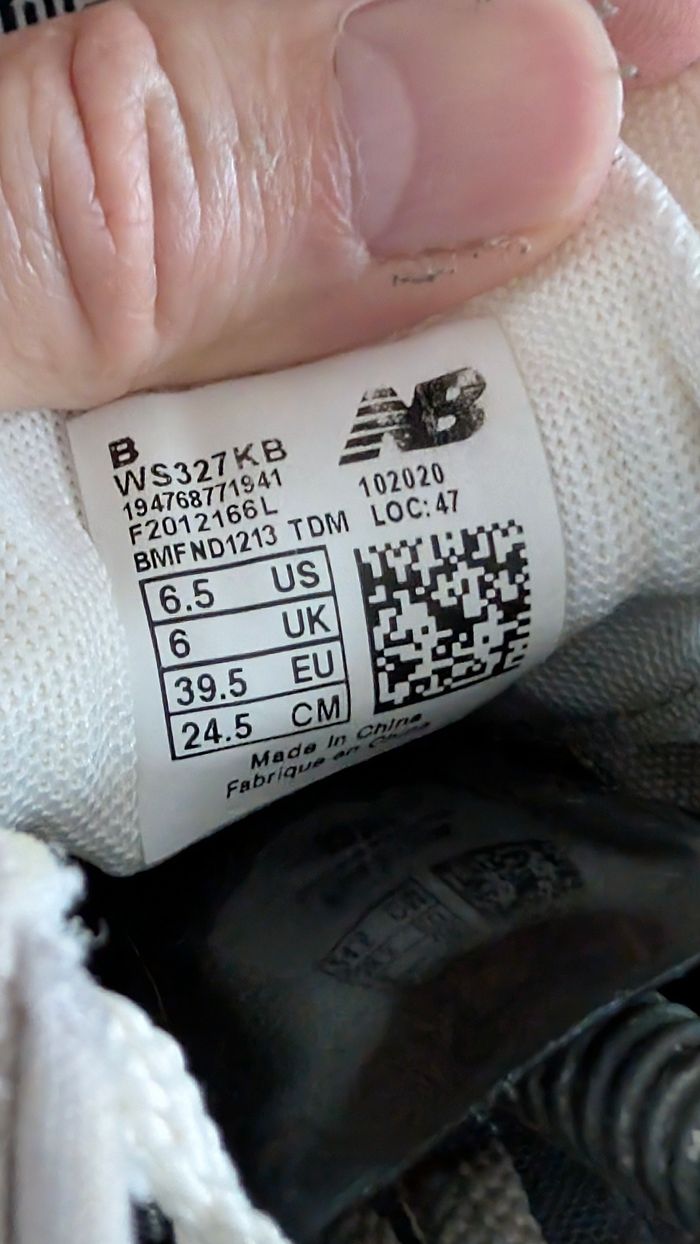 B
WS327KB
194768771941
F2012166L
BMFND1213 TDM
NB
102020
LOC: 47
6.5 US
6 UK
39.5 EU
24.5 CM
Made in China
Fabrique en Chine